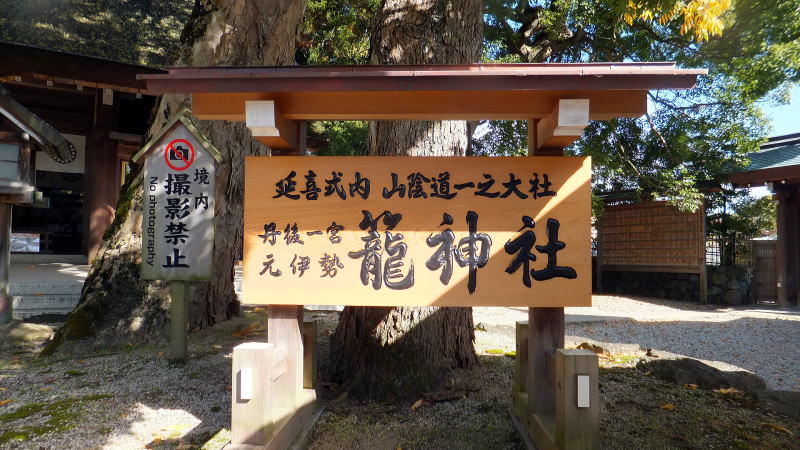 延喜式内 山陰道一之大社
丹後一宮
元伊勢
籠神社
境内
撮影禁止
No photography